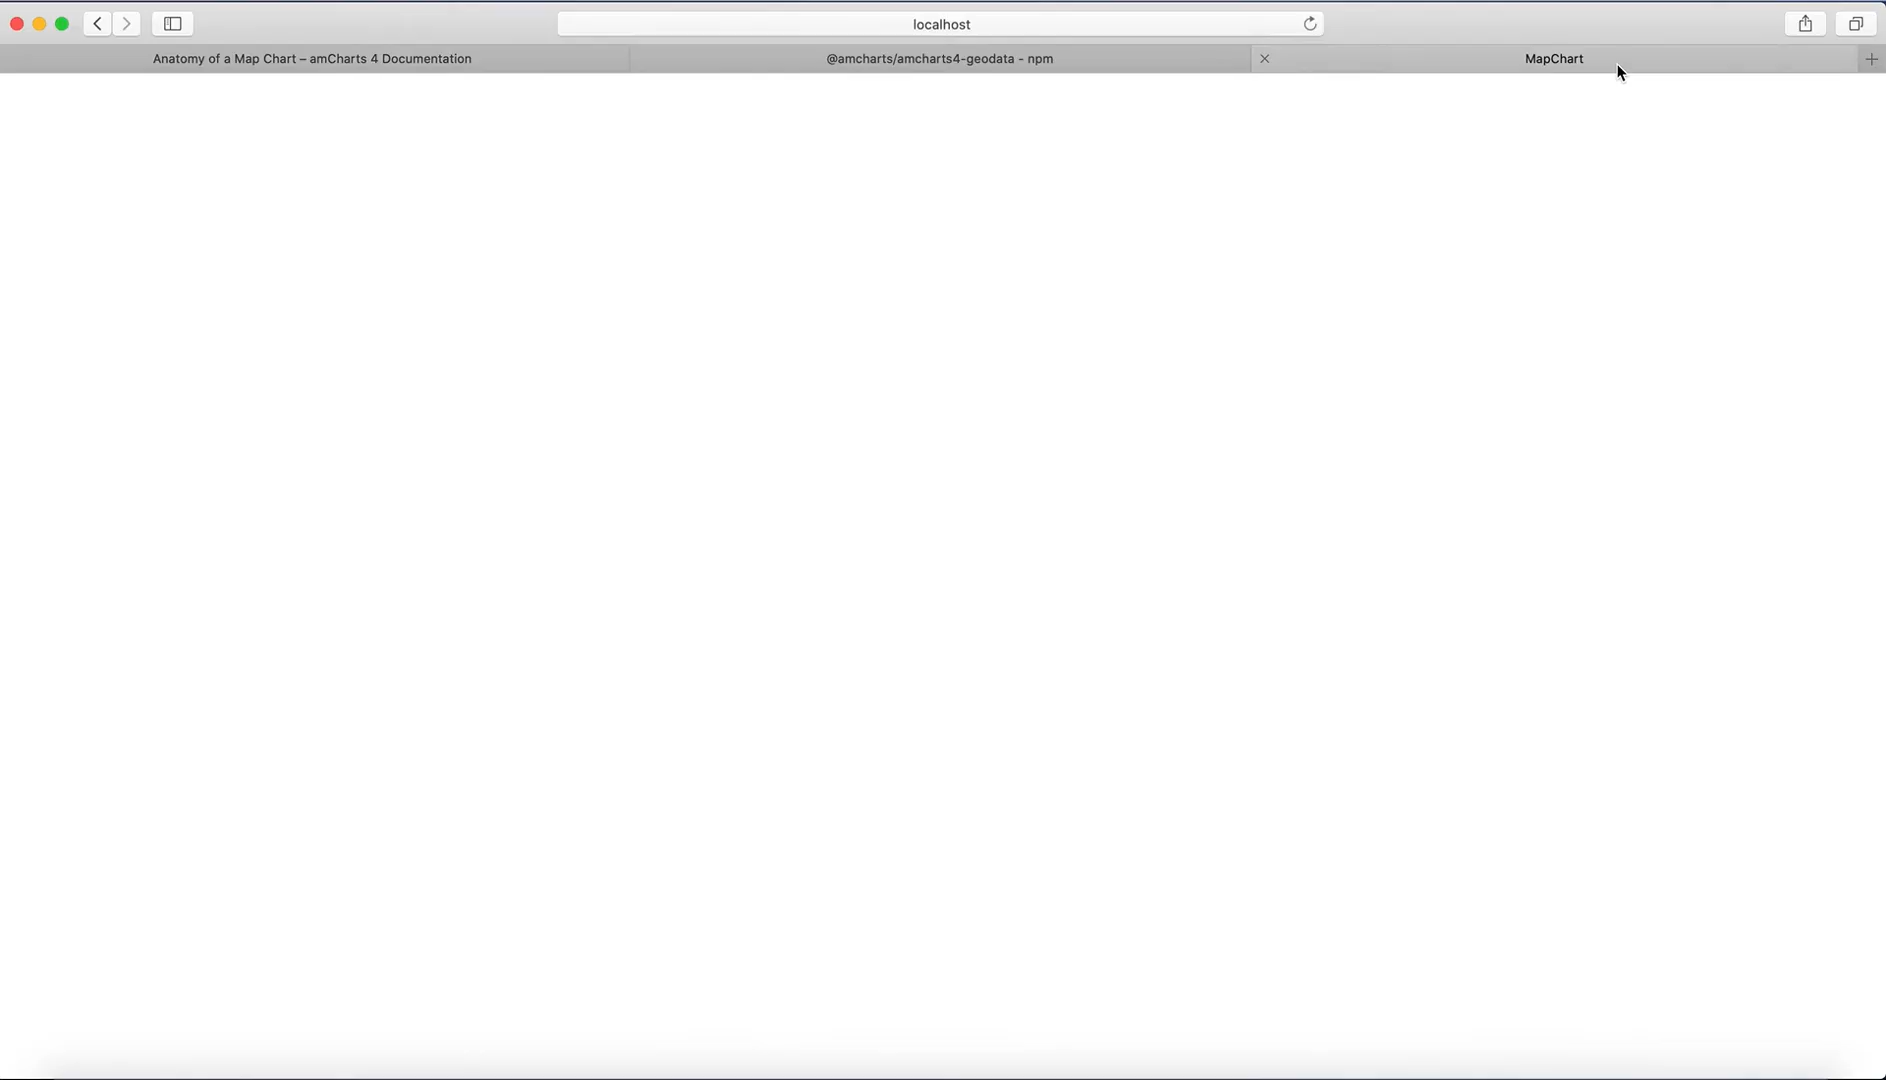 localhost
Anatomy of a Map Chart – amCharts 4 Documentation
@amcharts/amcharts4-geodata - npm
MapChart